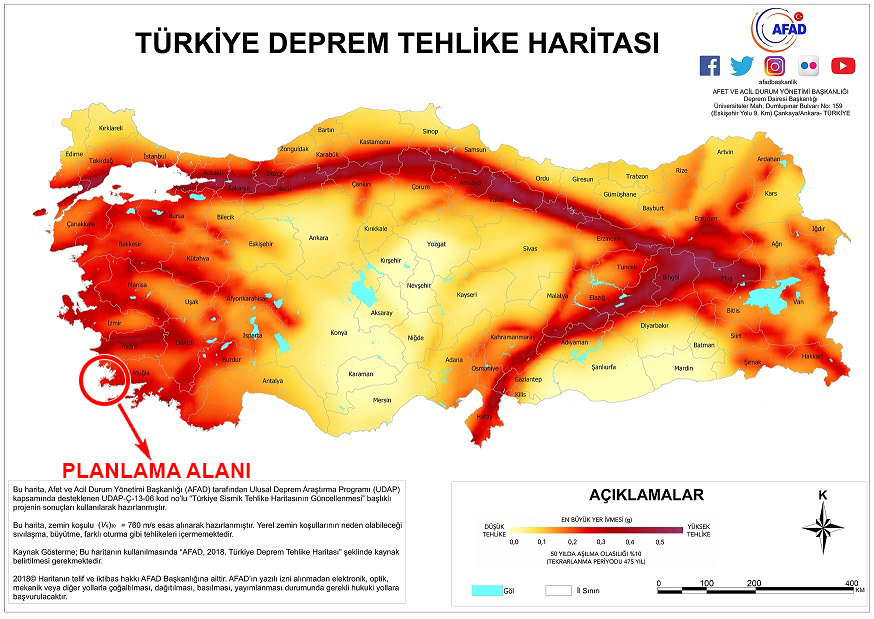 TÜRKİYE DEPREM TEHLİKE HARİTASI
AFAD
afadbaskanlik
AFET VE ACİL DURUM YÖNETİMİ BAŞKANLIĞI
Deprem Dairesi Başkanlığı
Üniversiteler Mah. Dumlupınar Bulvarı No: 159
(Eskişehir Yolu 9. Km) Çankaya/Ankara- TÜRKİYE
Kırklareli
Edirne
Tekirdağ
İstanbul
Kocaeli
Yalova
Sakarya
Düzce
Bolu
Zonguldak
Bartın
Karabük
Kastamonu
Sinop
Çankırı
Çorum
Samsun
Amasya
Tokat
Ordu
Giresun
Trabzon
Rize
Artvin
Ardahan
Kars
Gümüşhane
Bayburt
Erzurum
Iğdır
Ağrı
Çanakkale
Balıkesir
Bursa
Bilecik
Eskişehir
Kütahya
Ankara
Kırıkkale
Yozgat
Sivas
Erzincan
Tunceli
Bingöl
Muş
Van
Bitlis
Manisa
Uşak
Afyonkarahisar
Kırşehir
Nevşehir
Kayseri
Malatya
Elazığ
Diyarbakır
Siirt
Batman
Hakkari
Şırnak
Mardin
İzmir
Aydın
Denizli
Isparta
Burdur
Muğla
Antalya
Konya
Aksaray
Niğde
Karaman
Mersin
Adana
Kahramanmaraş
Osmaniye
Adıyaman
Gaziantep
Kilis
Şanlıurfa
Hatay
PLANLAMA ALANI
Bu harita, Afet ve Acil Durum Yönetimi Başkanlığı (AFAD) tarafından Ulusal Deprem Araştırma Programı (UDAP)
kapsamında desteklenen UDAP-Ç-13-06 kod no'lu "Türkiye Sismik Tehlike Haritasının Güncellenmesi" başlıklı
projenin sonuçları kullanılarak hazırlanmıştır.
Bu harita, zemin koşulu (Vs)30 = 760 m/s esas alınarak hazırlanmıştır. Yerel zemin koşullarının neden olabileceği
sıvılaşma, büyütme, farklı oturma gibi tehlikeleri içermemektedir.
Kaynak Gösterme; Bu haritanın kullanılmasında "AFAD, 2018. Türkiye Deprem Tehlike Haritası" şeklinde kaynak
belirtilmesi gerekmektedir.
2018© Haritanın telif ve iktibas hakkı AFAD Başkanlığına aittir. AFAD'ın yazılı izni alınmadan elektronik, optik,
mekanik veya diğer yollarla çoğaltılması, dağıtılması, basılması, yayımlanması durumunda gerekli hukuki yollara
başvurulacaktır.
AÇIKLAMALAR
EN BÜYÜK YER İVMESİ (g)
DÜŞÜK TEHLİKE
YÜKSEK TEHLİKE
0,0 0,1 0,2 0,3 0,4 0,5 0,6
50 YILDA AŞILMA OLASILIĞI %10
(TEKRARLANMA PERİYODU 475 YIL)
Göl
İl Sınırı
K
0 100 200 400
KM